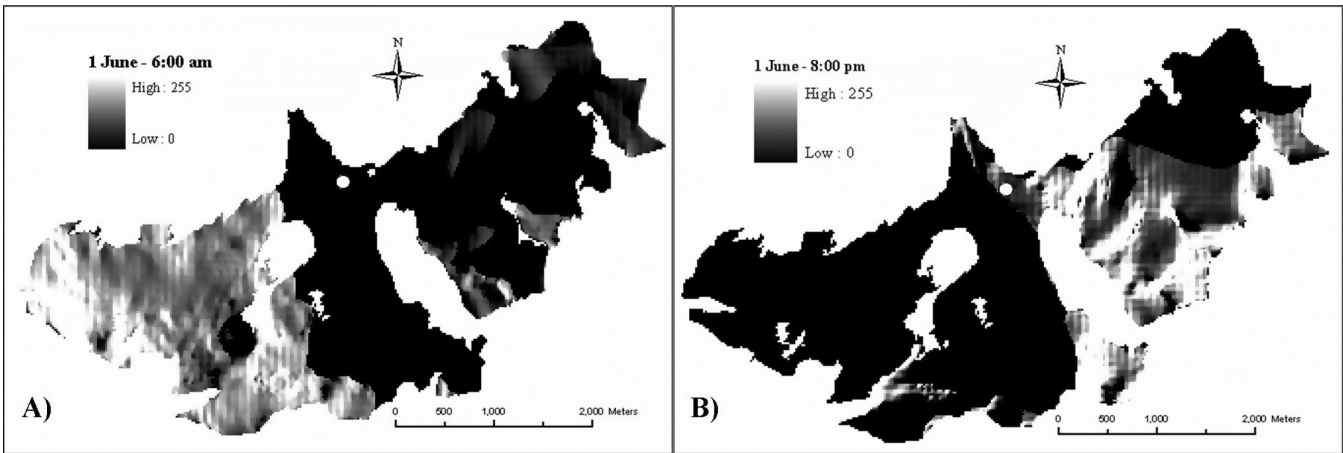 1 June - 6:00 am
High : 255
Low : 0
N
A)
0 500 1,000 2,000 Meters
1 June - 8:00 pm
High : 255
Low : 0
N
B)
0 500 1,000 2,000 Meters